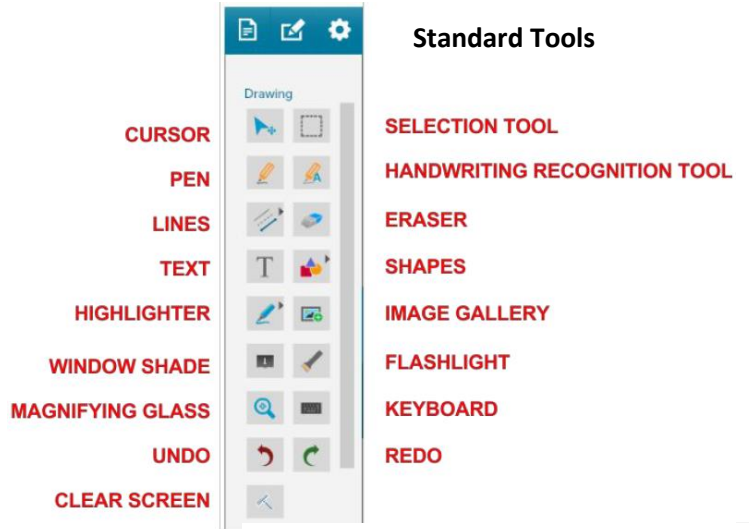 Standard Tools
Drawing
CURSOR SELECTION TOOL
PEN HANDWRITING RECOGNITION TOOL
LINES ERASER
TEXT SHAPES
HIGHLIGHTER IMAGE GALLERY
WINDOW SHADE FLASHLIGHT
MAGNIFYING GLASS KEYBOARD
UNDO REDO
CLEAR SCREEN